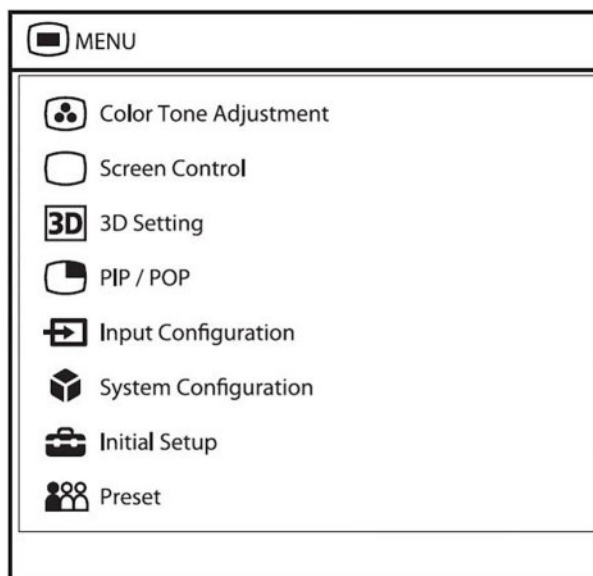 MENU
Color Tone Adjustment
Screen Control
3D 3D Setting
PIP / POP
Input Configuration
System Configuration
Initial Setup
Preset